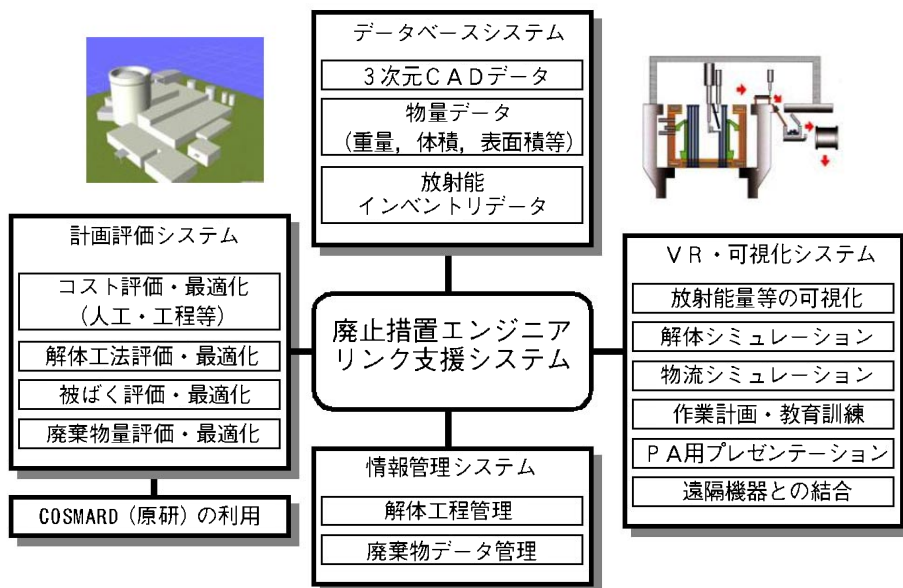 データベースシステム
３次元ＣＡＤデータ
物量データ
(重量，体積，表面積等)
放射能
インベントリデータ
計画評価システム
コスト評価・最適化
(人工・工程等)
解体工法評価・最適化
被ばく評価・最適化
廃棄物量評価・最適化
COSMARD (原研) の利用
廃止措置エンジニア
リンク支援システム
情報管理システム
解体工程管理
廃棄物データ管理
ＶＲ・可視化システム
放射能量等の可視化
解体シミュレーション
物流シミュレーション
作業計画・教育訓練
ＰＡ用プレゼンテーション
遠隔機器との結合